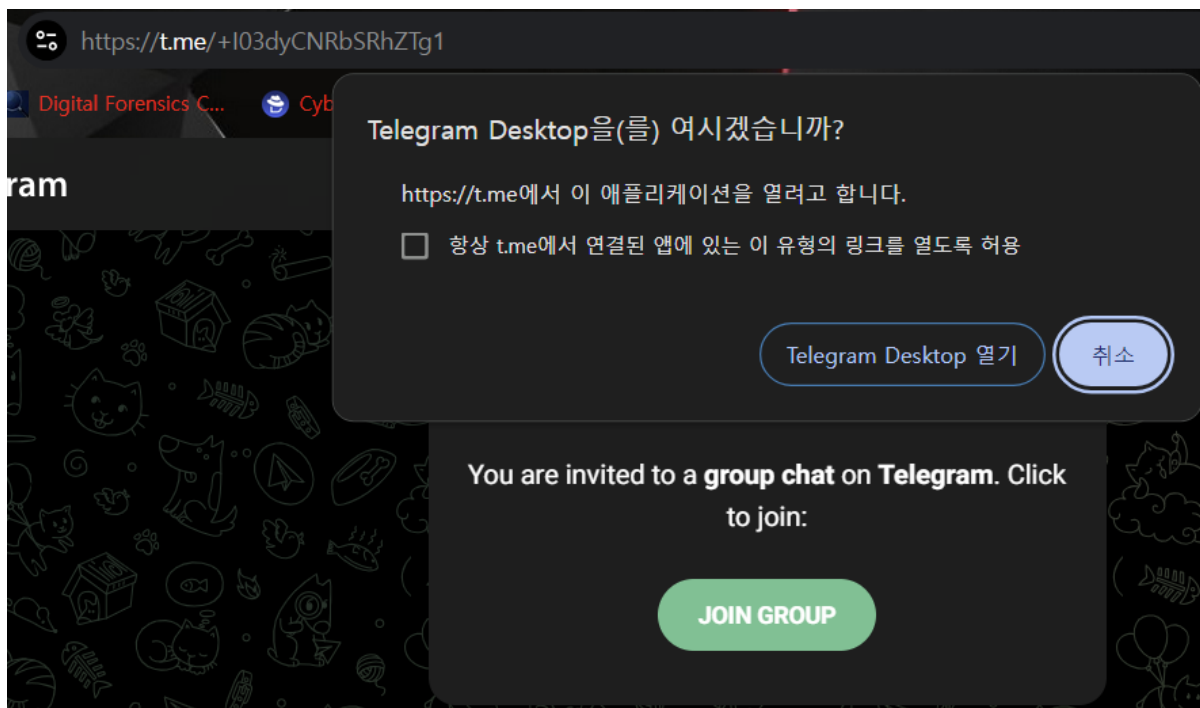 https://t.me/+I03dyCNRbSRhZTg1
Digital Forensics C...
Cyb
Telegram Desktop을(를) 여시겠습니까?
ram
https://t.me에서 이 애플리케이션을 열려고 합니다.
항상 t.me에서 연결된 앱에 있는 이 유형의 링크를 열도록 허용
Telegram Desktop 열기
취소
You are invited to a group chat on Telegram. Click
to join:
JOIN GROUP